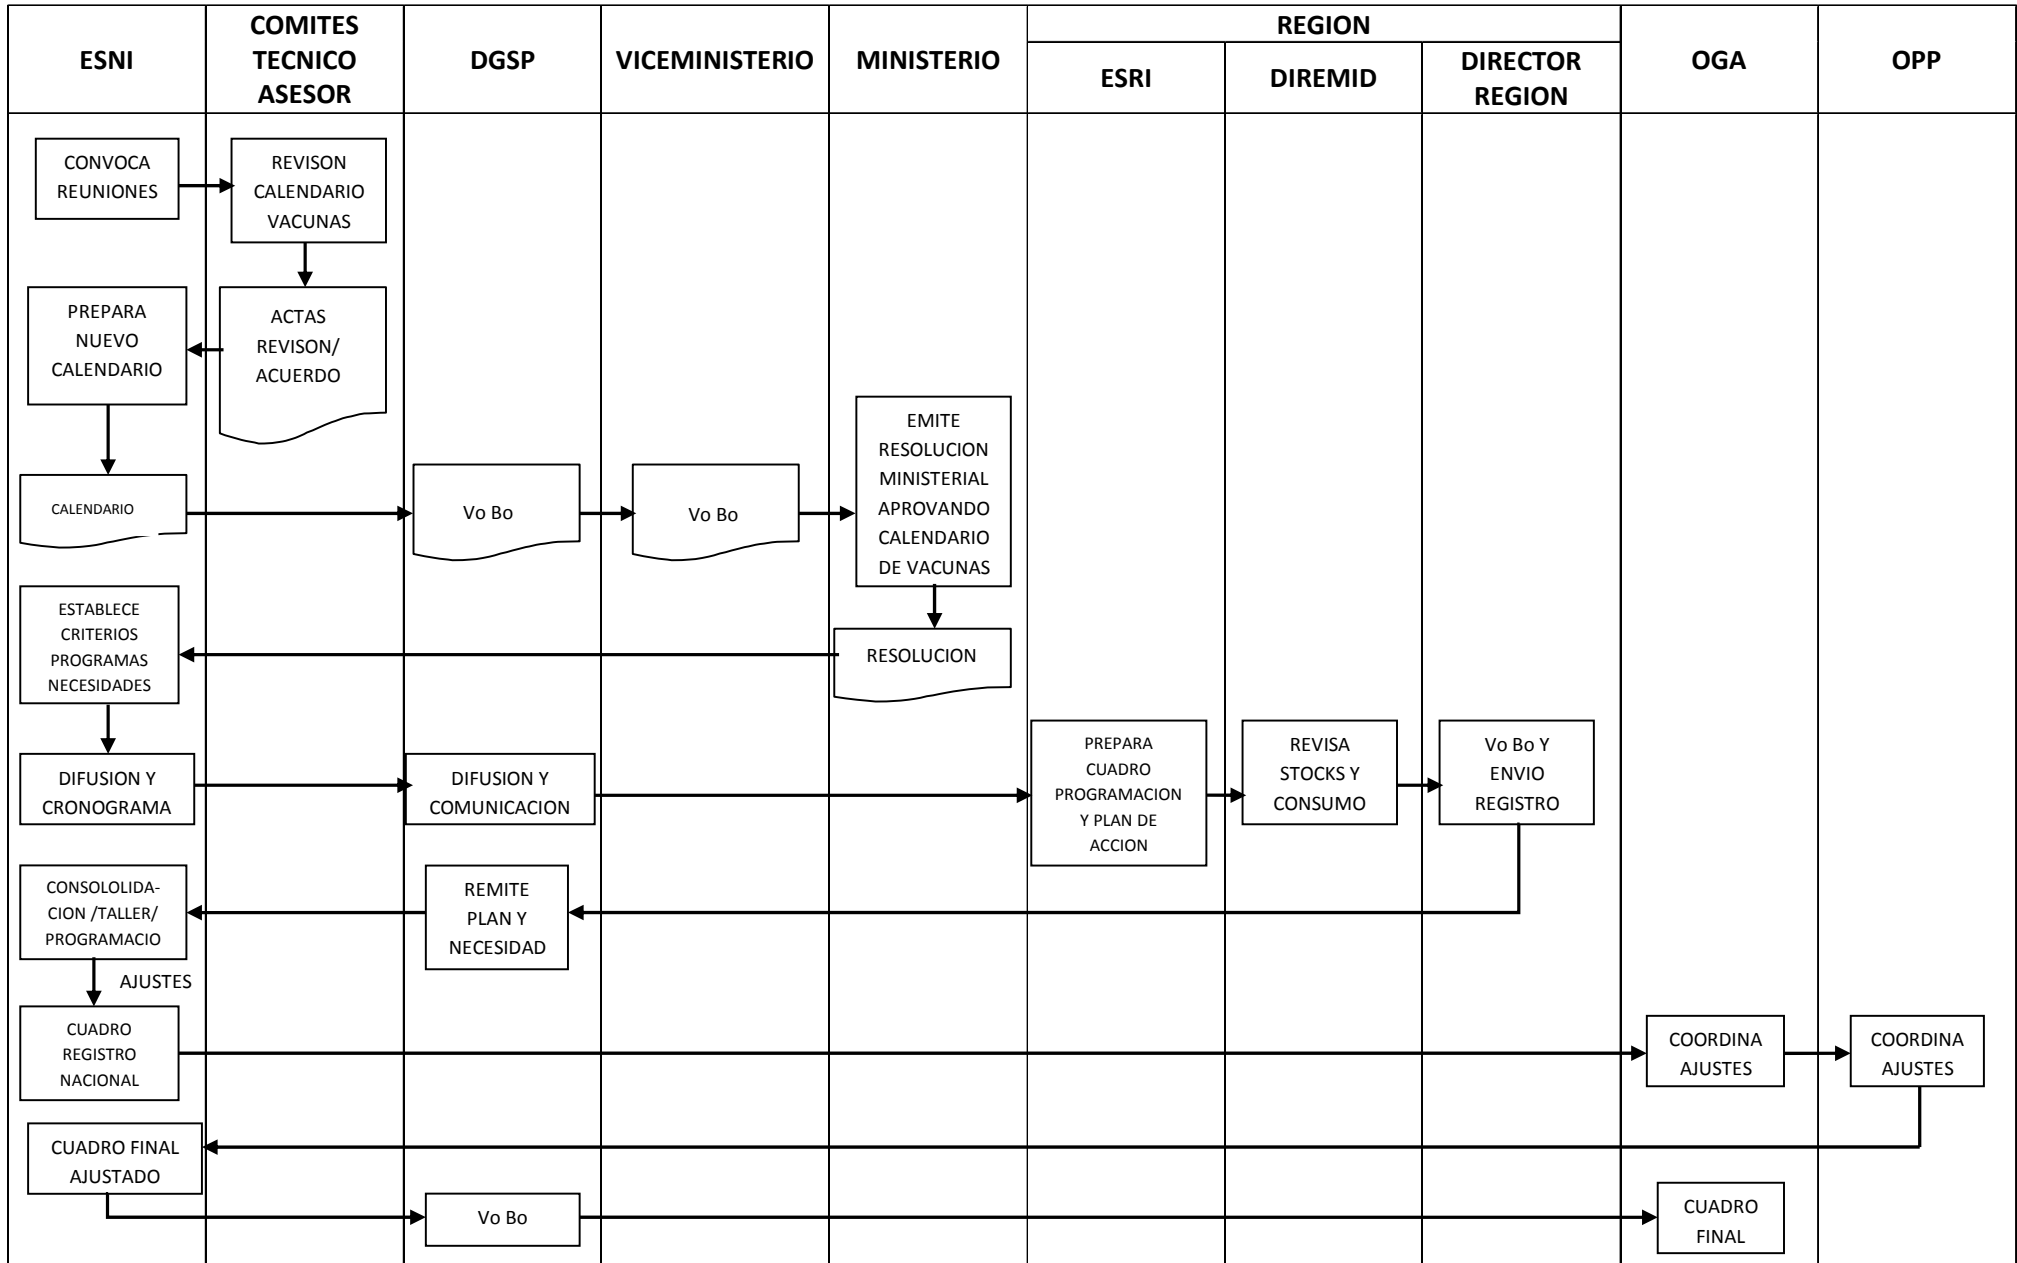 ESNI
COMITES
TECNICO
ASESOR
DGSP
VICEMINISTERIO
MINISTERIO
REGION
ESRI
DIREMID
DIRECTOR
REGION
OGA
OPP
CONVOCA
REUNIONES
REVISON
CALENDARIO
VACUNAS
PREPARA
NUEVO
CALENDARIO
ACTAS
REVISON/
ACUERDO
CALENDARIO
Vo Bo
Vo Bo
EMITE
RESOLUCION
MINISTERIAL
APROVANDO
CALENDARIO
DE VACUNAS
ESTABLECE
CRITERIOS
PROGRAMAS
NECESIDADES
RESOLUCION
DIFUSION Y
CRONOGRAMA
DIFUSION Y
COMUNICACION
PREPARA
CUADRO
PROGRAMACION
Y PLAN DE
ACCION
REVISA
STOCKS Y
CONSUMO
Vo Bo Y
ENVIO
REGISTRO
CONSOLOLIDA-
CION /TALLER/
PROGRAMACIO
REMITE
PLAN Y
NECESIDAD
AJUSTES
CUADRO
REGISTRO
NACIONAL
COORDINA
AJUSTES
COORDINA
AJUSTES
CUADRO FINAL
AJUSTADO
Vo Bo
CUADRO
FINAL